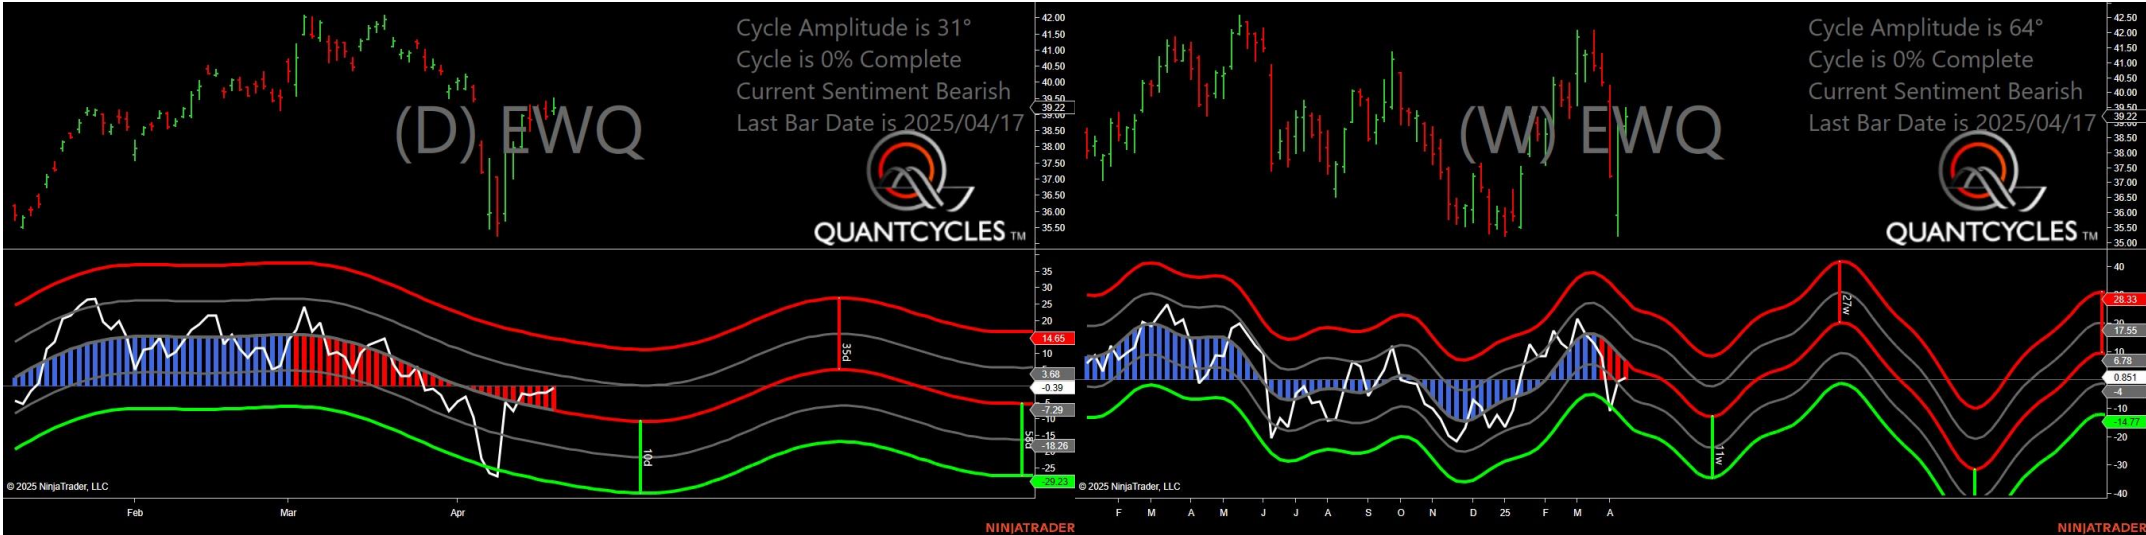 Cycle Amplitude is 31°
Cycle is 0% Complete
Current Sentiment Bearish
Last Bar Date is 2025/04/17
(D) EWQ
QUANTCYCLES TM
42.00
41.50
41.00
40.50
40.00
39.50
39.22
39.00
38.50
38.00
37.50
37.00
36.50
36.00
35.50
35
30
25
20
14.65
10
3.68
-0.39
-5
-7.29
-10
-15
-18.26
-25
-29.23
10d
35d
58d
© 2025 NinjaTrader, LLC
Feb
Mar
Apr
NINJATRADER
Cycle Amplitude is 64°
Cycle is 0% Complete
Current Sentiment Bearish
Last Bar Date is 2025/04/17
(W) EWQ
QUANTCYCLES TM
42.50
42.00
41.50
41.00
40.50
40.00
39.50
39.22
38.50
38.00
37.50
37.00
36.50
36.00
35.50
35.00
40
28.33
20
17.55
10
6.78
0.851
-4
-10
-14.77
-20
-30
-40
11w
27w
© 2025 NinjaTrader, LLC
F
M
A
M
J
J
A
S
O
N
D
25
F
M
A
NINJATRADER